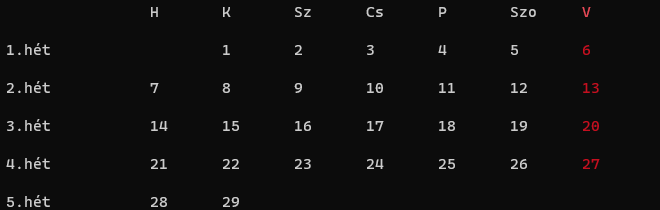 H K Sz Cs P Szo V
1.hét 1 2 3 4 5 6
2.hét 7 8 9 10 11 12 13
3.hét 14 15 16 17 18 19 20
4.hét 21 22 23 24 25 26 27
5.hét 28 29